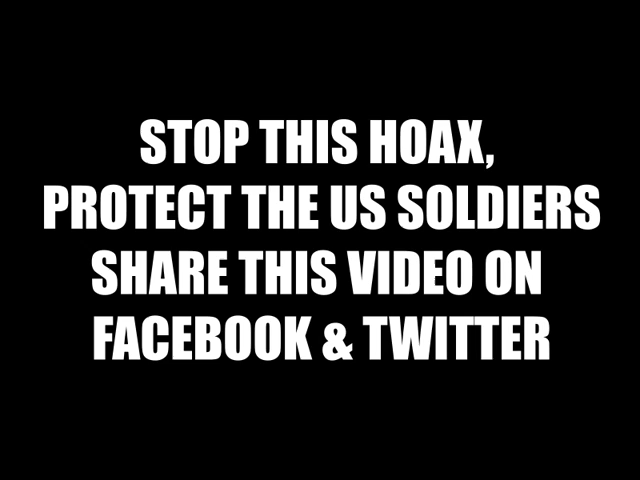 STOP THIS HOAX,
PROTECT THE US SOLDIERS
SHARE THIS VIDEO ON
FACEBOOK & TWITTER